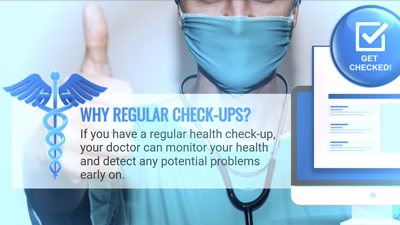 GET
CHECKED!
WHY REGULAR CHECK-UPS?
If you have a regular health check-up,
your doctor can monitor your health
and detect any potential problems
early on.